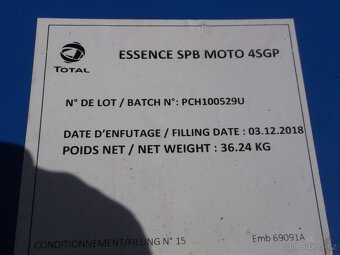 ESSENCE SPB MOTO 4SGP
TOTAL
N° DE LOT / BATCH N°: PCH100529U
DATE D'ENFUTAGE / FILLING DATE : 03.12.2018
POIDS NET / NET WEIGHT : 36.24 KG
CONDITIONNEMENT/FILLING N° 15
Emb 69091A